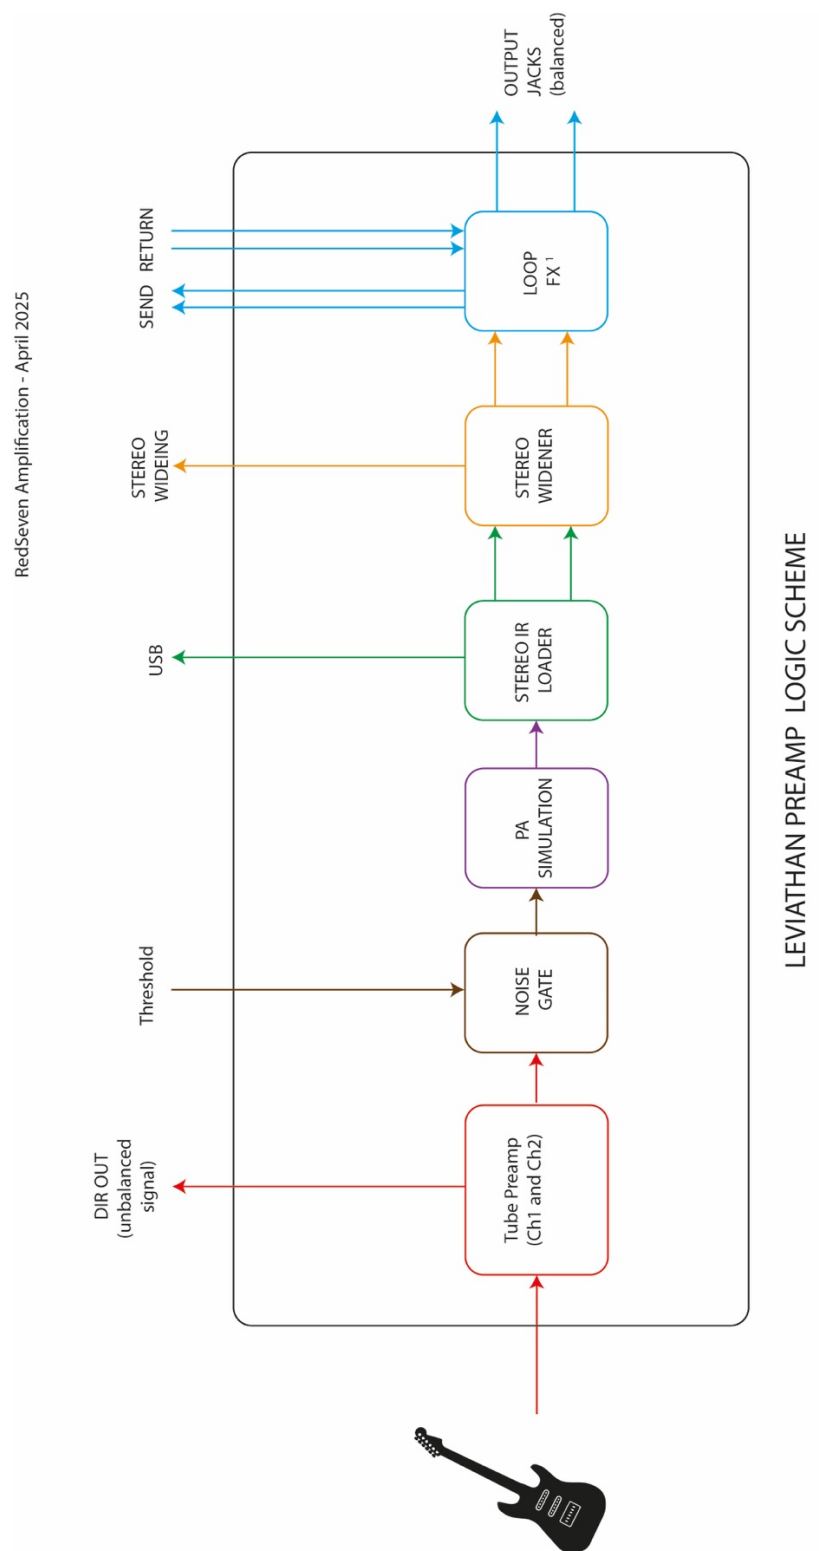 RedSeven Amplification - April 2025
DIR OUT
(unbalanced
signal)
Threshold
USB
STEREO
WIDEING
SEND
RETURN
Tube Preamp
(Ch1 and Ch2)
NOISE
GATE
PA
SIMULATION
STEREO IR
LOADER
STEREO
WIDENER
LOOP
FX ¹
OUTPUT
JACKS
(balanced)
LEVIATHAN PREAMP LOGIC SCHEME